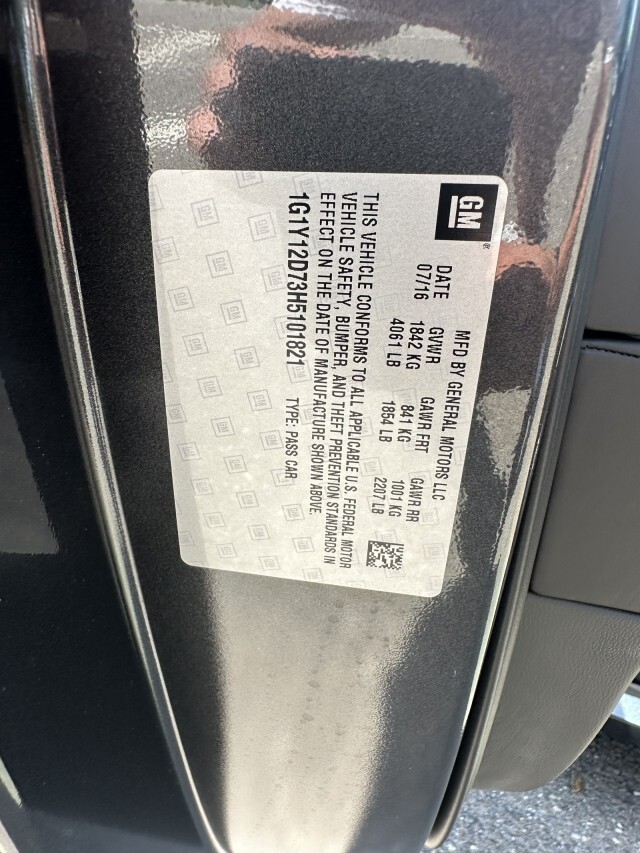 GM®
MFD BY GENERAL MOTORS LLC
DATE GVWR GAWR FRT GAWR RR
07/16 1842 KG 841 KG 1001 KG
4061 LB 1854 LB 2207 LB
THIS VEHICLE CONFORMS TO ALL APPLICABLE U.S. FEDERAL MOTOR
VEHICLE SAFETY, BUMPER, AND THEFT PREVENTION STANDARDS IN
EFFECT ON THE DATE OF MANUFACTURE SHOWN ABOVE.
1G1Y12D73H5101821 TYPE: PASS CAR